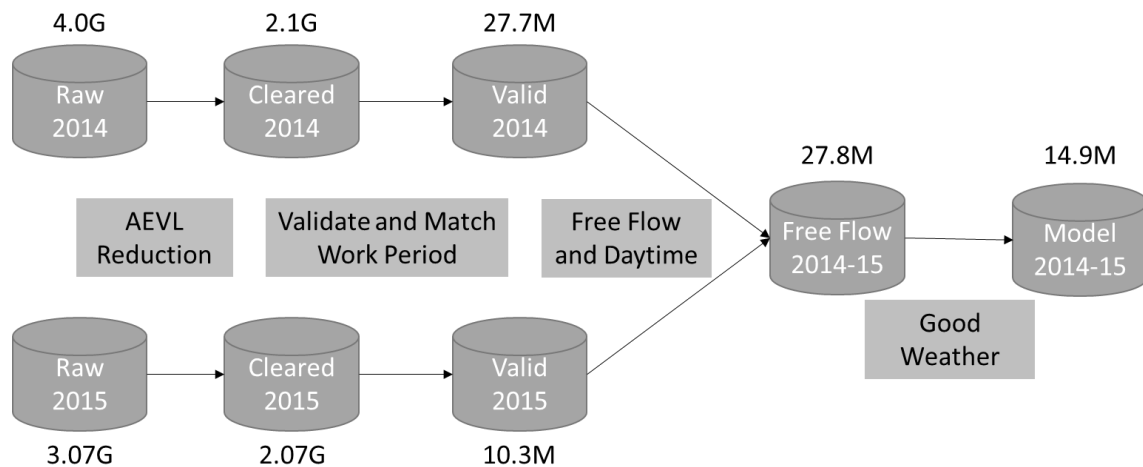 4.0G
2.1G
27.7M
Raw
2014
Cleared
2014
Valid
2014
27.8M
14.9M
AEVL
Reduction
Validate and Match
Work Period
Free Flow
and Daytime
Free Flow
2014-15
Model
2014-15
Good
Weather
Raw
2015
Cleared
2015
Valid
2015
3.07G
2.07G
10.3M